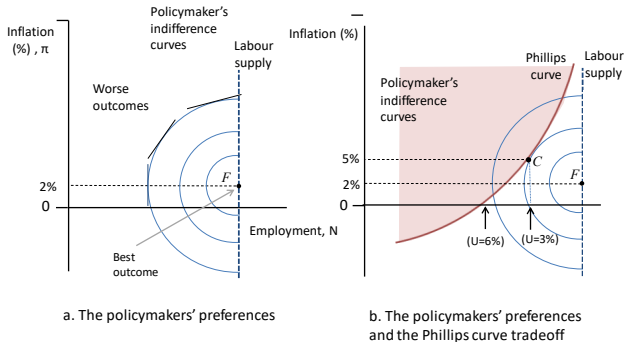 Policymaker's
indifference
curves
Inflation
(%) , π
Labour
supply
Worse
outcomes
F
2%
0
Employment, N
Best
outcome
a. The policymakers' preferences
Inflation (%)
Phillips
curve
Labour
supply
Policymaker's
indifference
curves
5%
C
F
2%
0
(U=6%)
(U=3%)
b. The policymaker's preferences
and the Phillips curve tradeoff